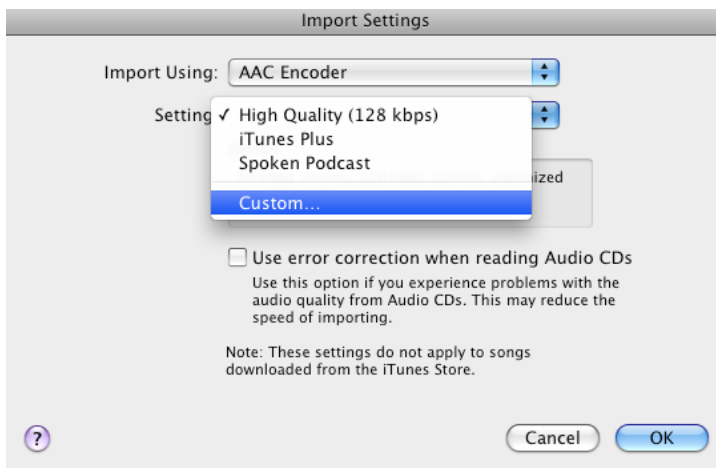 Import Settings
Import Using: AAC Encoder
Setting ✓ High Quality (128 kbps)
iTunes Plus
Spoken Podcast
ized
Custom...
Use error correction when reading Audio CDs
Use this option if you experience problems with the
audio quality from Audio CDs. This may reduce the
speed of importing.
Note: These settings do not apply to songs
downloaded from the iTunes Store.
? Cancel OK